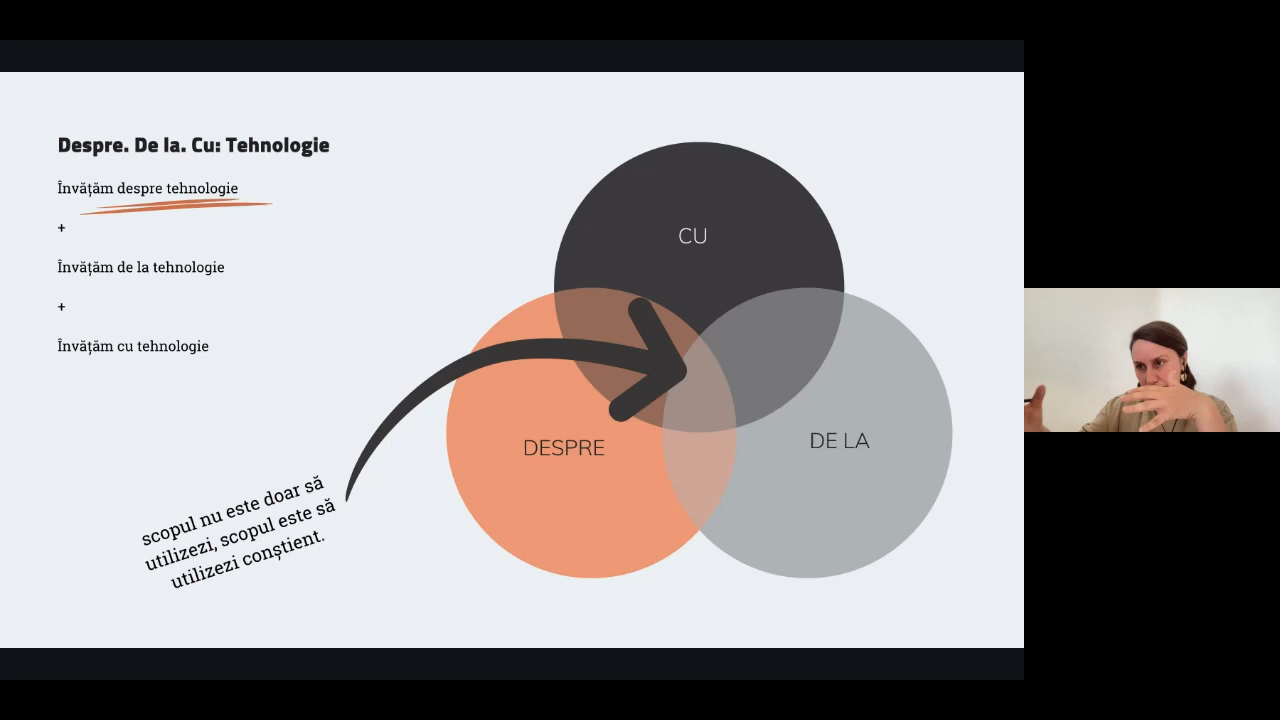 Despre. De la. Cu: Tehnologie
Învățăm despre tehnologie
+
Învățăm de la tehnologie
+
Învățăm cu tehnologie
scopul nu este doar să
utilizezi, scopul este să
utilizezi conștient.
CU
DESPRE
DE LA